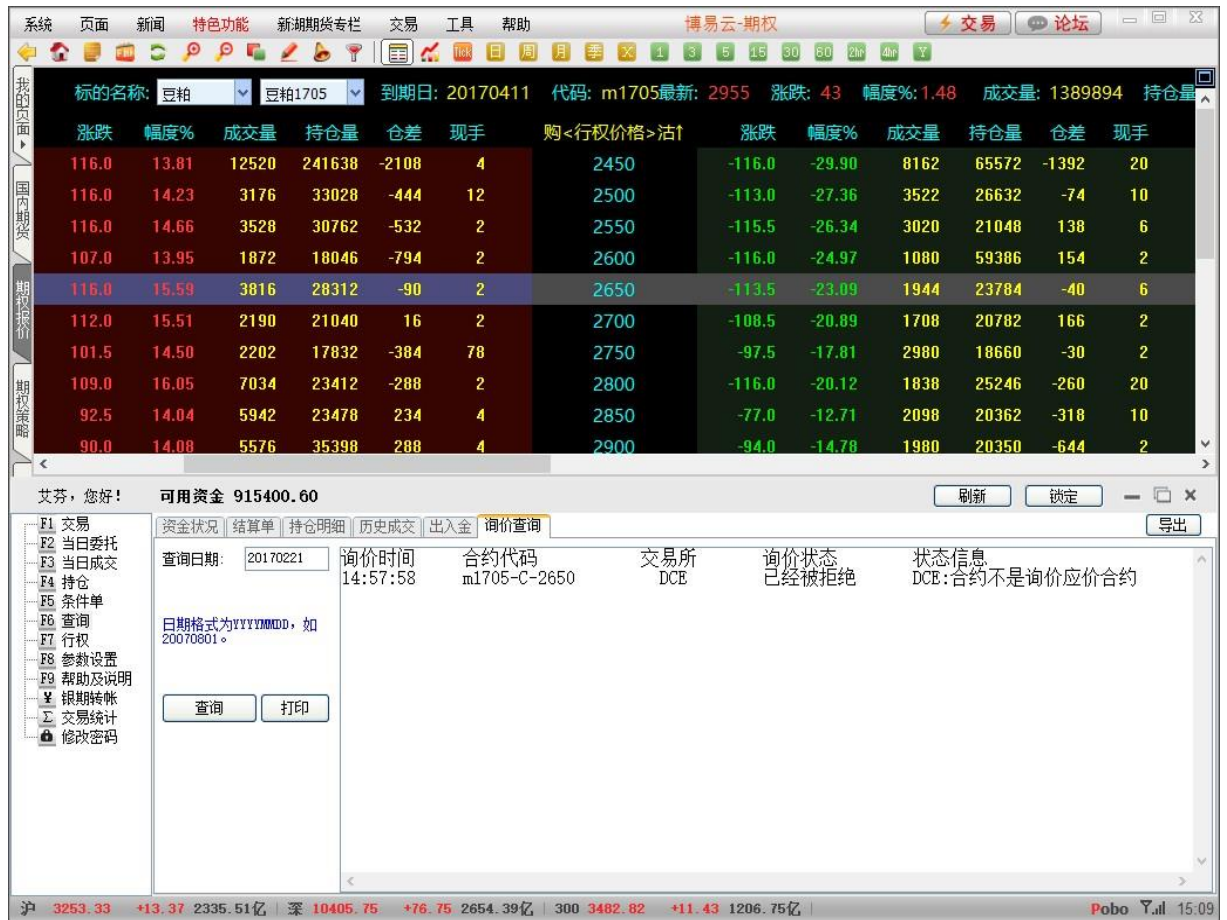 系统 页面 新闻 特色功能 新湖期货专栏 交易 工具 帮助 博易云-期权 交易 论坛
Tick 日 周 月 季 X 1 3 5 15 30 60 2hr 4hr Y
我的页面
国内期货
期权报价
期权策略
标的名称: 豆粕 豆粕1705 到期日: 20170411 代码: m1705最新: 2955 涨跌: 43 幅度%: 1.48 成交量: 1389894 持仓量
涨跌 幅度% 成交量 持仓量 仓差 现手 购<行权价格>沽↑ 涨跌 幅度% 成交量 持仓量 仓差 现手
116.0 13.81 12520 241638 -2108 4 2450 -116.0 -29.90 8162 65572 -1392 20
116.0 14.23 3176 33028 -444 12 2500 -113.0 -27.36 3522 26632 -74 10
116.0 14.66 3528 30762 -532 2 2550 -115.5 -26.34 3020 21048 138 6
107.0 13.95 1872 18046 -794 2 2600 -116.0 -24.97 1080 59386 154 2
116.0 15.59 3816 28312 -90 2 2650 -113.5 -23.09 1944 23784 -40 6
112.0 15.51 2190 21040 16 2 2700 -108.5 -20.89 1708 20782 166 2
101.5 14.50 2202 17832 -384 78 2750 -97.5 -17.81 2980 18660 -30 2
109.0 16.05 7034 23412 -288 2 2800 -116.0 -20.12 1838 25246 -260 20
92.5 14.04 5942 23478 234 4 2850 -77.0 -12.71 2098 20362 -318 10
90.0 14.08 5576 35398 288 4 2900 -94.0 -14.78 1980 20350 -644 2
艾芬，您好! 可用资金 915400.60 刷新 锁定
F1 交易
F2 当日委托
F3 当日成交
F4 持仓
F5 条件单
F6 查询
F7 行权
F8 参数设置
F9 帮助及说明
¥ 银期转帐
Σ 交易统计
修改密码
资金状况 结算单 持仓明细 历史成交 出入金 询价查询 导出
查询日期: 20170221
日期格式为YYYYMMDD，如
20070801。
查询 打印
询价时间 合约代码 交易所 询价状态 状态信息
14:57:58 m1705-C-2650 DCE 已经被拒绝 DCE:合约不是询价应价合约
沪 3253.33 +13.37 2335.51亿 深 10405.75 +76.75 2654.39亿 300 3482.82 +11.43 1206.75亿 Pobo 15:09